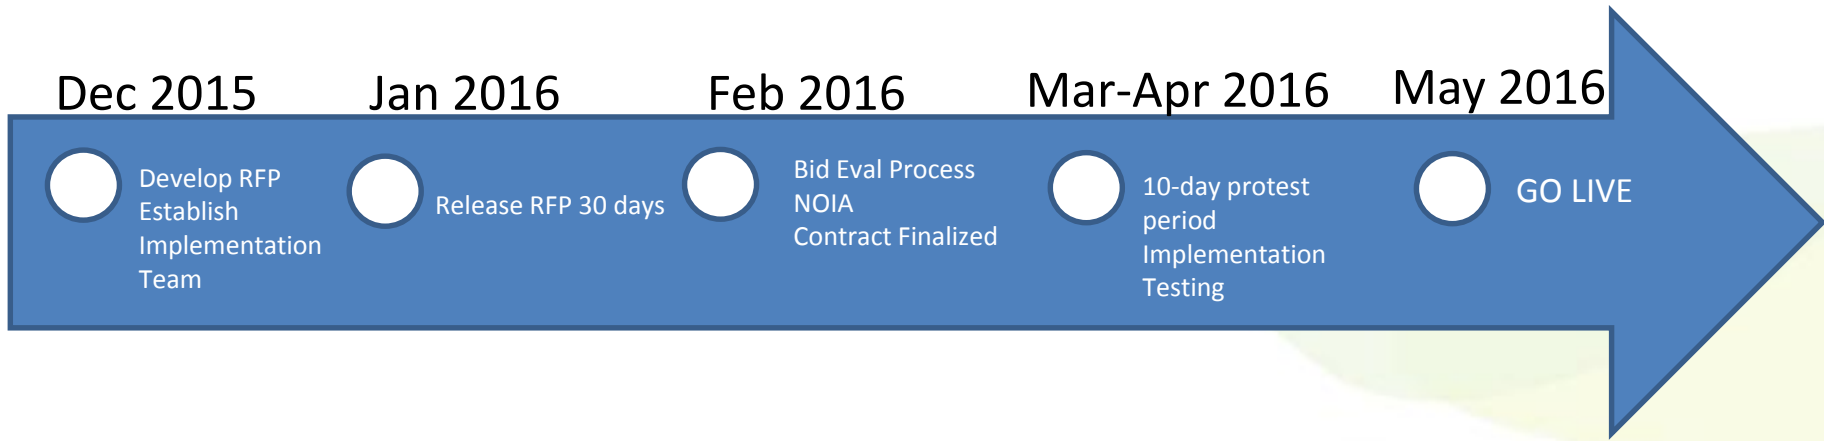 Dec 2015
Jan 2016
Feb 2016
Mar-Apr 2016
May 2016
Develop RFP
Establish
Implementation
Team
Release RFP 30 days
Bid Eval Process
NOIA
Contract Finalized
10-day protest
period
Implementation
Testing
GO LIVE